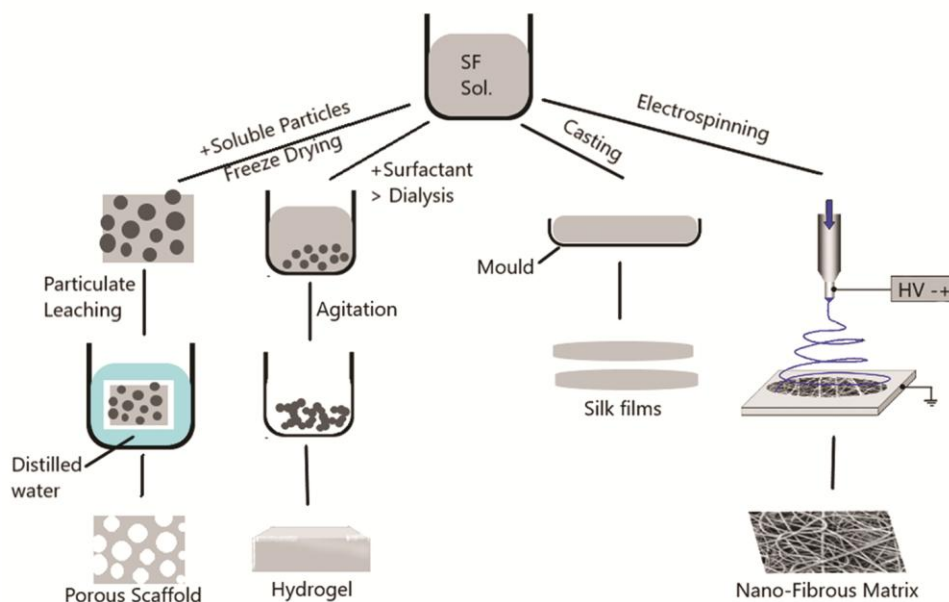 SF
Sol.
+Soluble Particles
Freeze Drying
+Surfactant
> Dialysis
Casting
Electrospinning
Particulate
Leaching
Agitation
Mould
HV -+
Silk films
Distilled
water
Porous Scaffold
Hydrogel
Nano-Fibrous Matrix